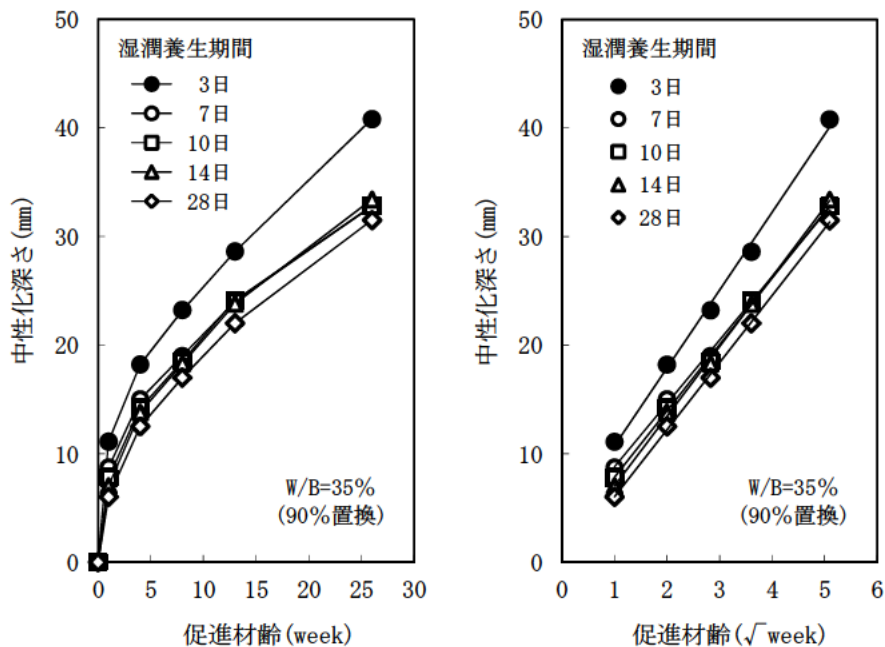 50
40
30
20
10
0
中性化深さ(mm)
湿潤養生期間
3日
7日
10日
14日
28日
W/B=35%
(90%置換)
0 5 10 15 20 25 30
促進材齢(week)
50
40
30
20
10
0
中性化深さ(mm)
湿潤養生期間
3日
7日
10日
14日
28日
W/B=35%
(90%置換)
0 1 2 3 4 5 6
促進材齢(√week)